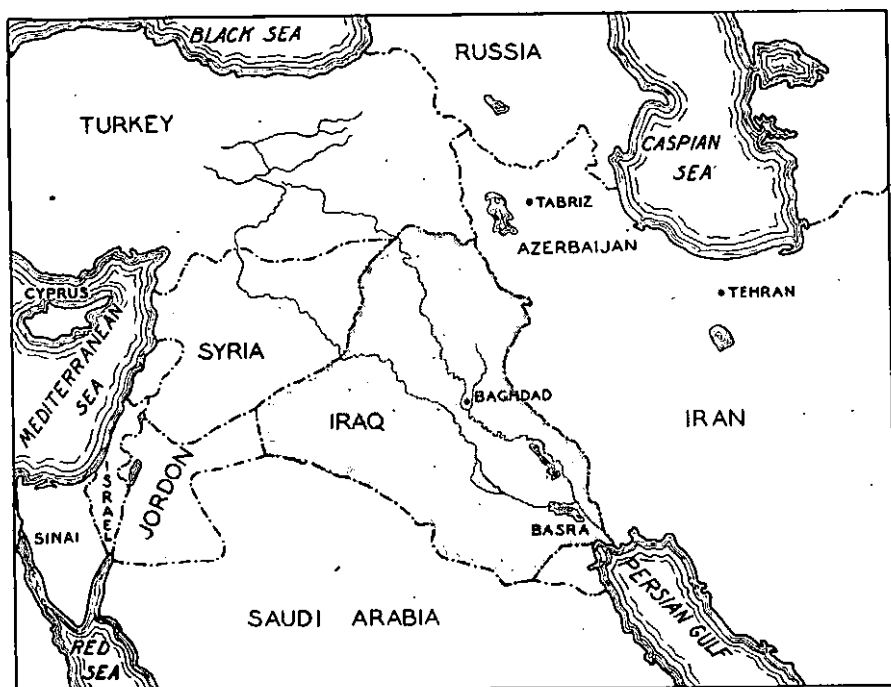 BLACK SEA
RUSSIA
TURKEY
CASPIAN
SEA
TABRIZ
AZERBAIJAN
CYPRUS
TEHRAN
MEDITERRANEAN
SEA
SYRIA
BAGHDAD
IRAQ
IRAN
ISRAEL
JORDON
SINAI
BASRA
PERSIAN GULF
SAUDI ARABIA
RED
SEA